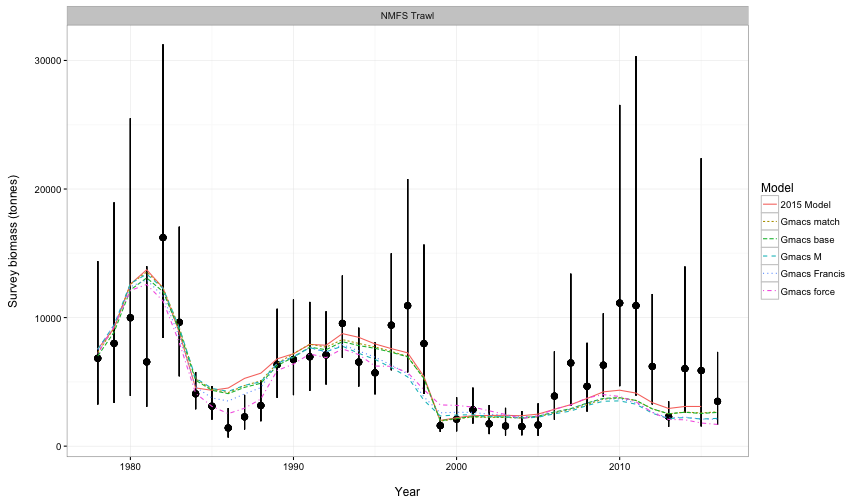 NMFS Trawl
30000
20000
10000
0
Survey biomass (tonnes)
1980
1990
2000
2010
Year
Model
2015 Model
Gmacs match
Gmacs base
Gmacs M
Gmacs Francis
Gmacs force